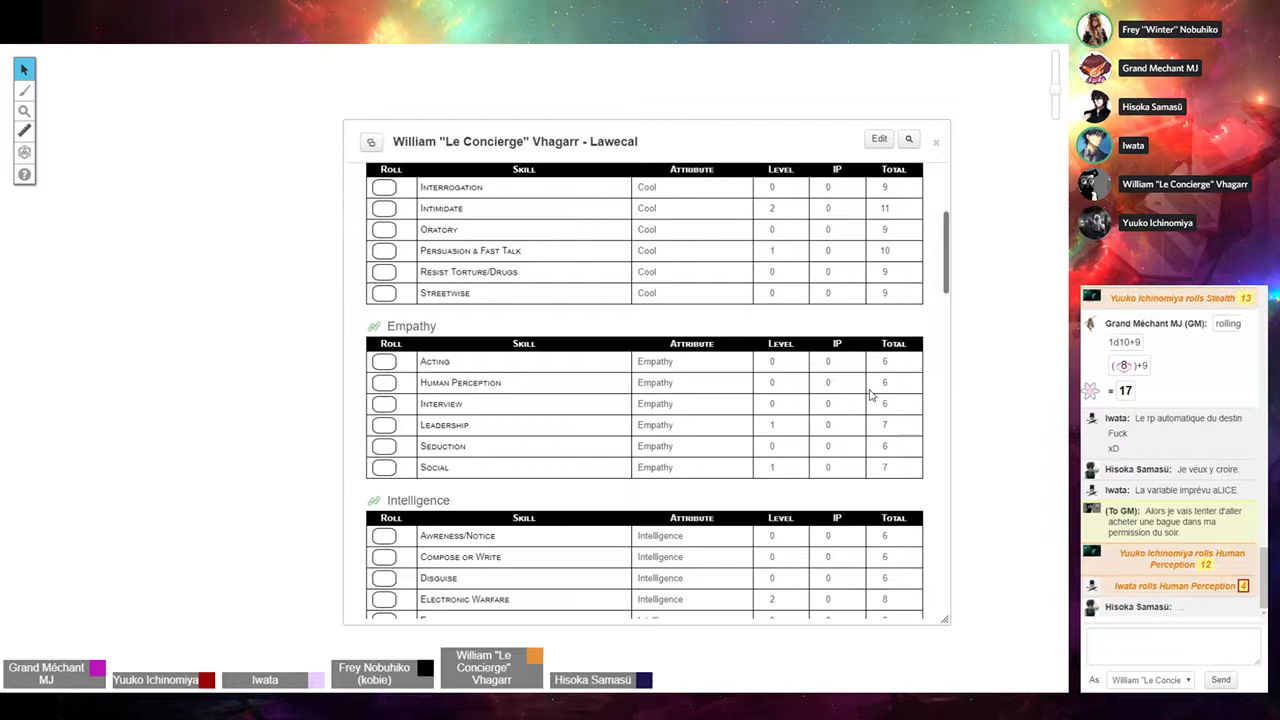 William "Le Concierge" Vhagarr - Lawecal
Edit
Roll Skill Attribute Level IP Total
Interrogation Cool 0 0 9
Intimidate Cool 2 0 11
Oratory Cool 0 0 9
Persuasion & Fast Talk Cool 1 0 10
Resist Torture/Drugs Cool 0 0 9
Streetwise Cool 0 0 9
Empathy
Roll Skill Attribute Level IP Total
Acting Empathy 0 0 6
Human Perception Empathy 0 0 6
Interview Empathy 0 0 6
Leadership Empathy 1 0 7
Seduction Empathy 0 0 6
Social Empathy 1 0 7
Intelligence
Roll Skill Attribute Level IP Total
Awreness/Notice Intelligence 0 0 6
Compose or Write Intelligence 0 0 6
Disguise Intelligence 0 0 6
Electronic Warfare Intelligence 2 0 8
Frey "Winter" Nobuhiko
Grand Mechant MJ
Hisoka Samasü
Iwata
William "Le Concierge" Vhagarr
Yuuko Ichinomiya
Yuuko Ichinomiya rolls Stealth 13
Grand Méchant MJ (GM): rolling
1d10+9
( 8 )+9
= 17
Iwata: Le rp automatique du destin
Fuck
xD
Hisoka Samasü: Je veux y croire.
Iwata: La variable imprévu aLICE
(To GM): Alors je vais tenter d'aller
acheter une bague dans ma
permission du soir.
Yuuko Ichinomiya rolls Human
Perception 12
Iwata rolls Human Perception 4
Hisoka Samasü: ...
As: William "Le Concie
Send
Grand Méchant
MJ
Yuuko Ichinomiya
Iwata
Frey Nobuhiko
(kobie)
William "Le
Concierge"
Vhagarr
Hisoka Samasü